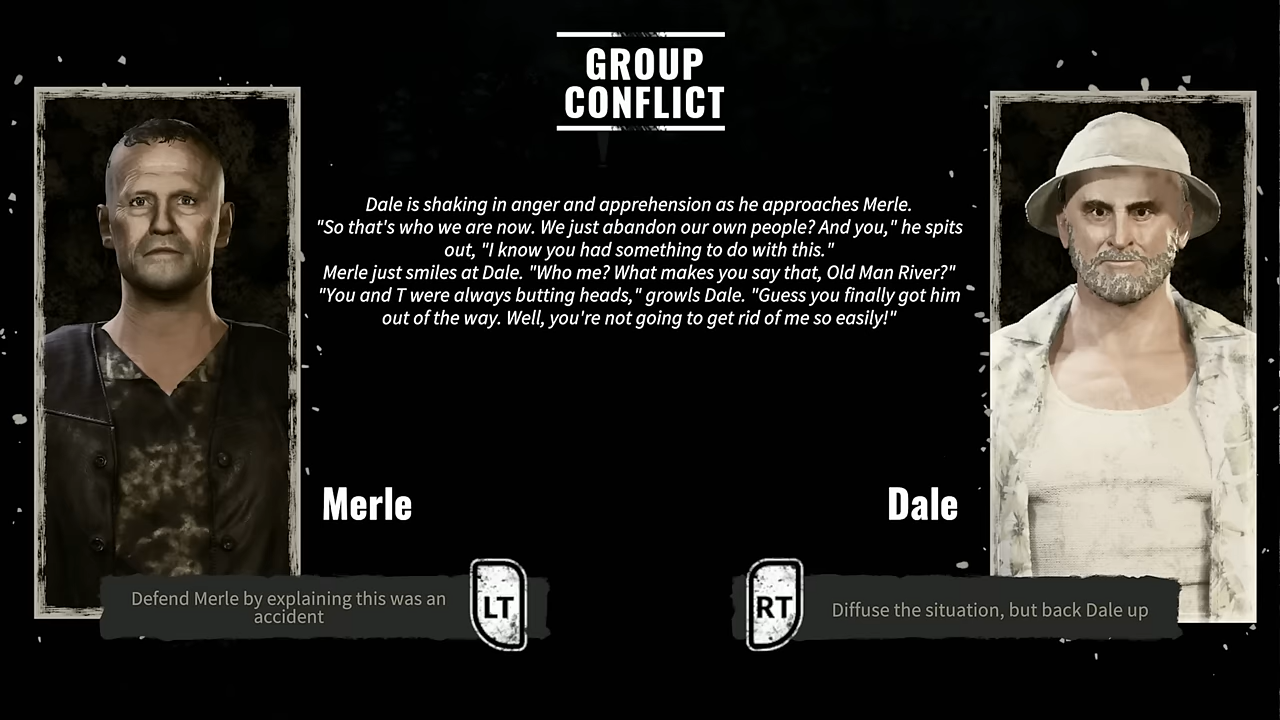 GROUP
CONFLICT
Dale is shaking in anger and apprehension as he approaches Merle.
"So that's who we are now. We just abandon our own people? And you," he spits
out, "I know you had something to do with this."
Merle just smiles at Dale. "Who me? What makes you say that, Old Man River?"
"You and T were always butting heads," growls Dale. "Guess you finally got him
out of the way. Well, you're not going to get rid of me so easily!"
Merle
Dale
Defend Merle by explaining this was an
accident
LT
RT
Diffuse the situation, but back Dale up